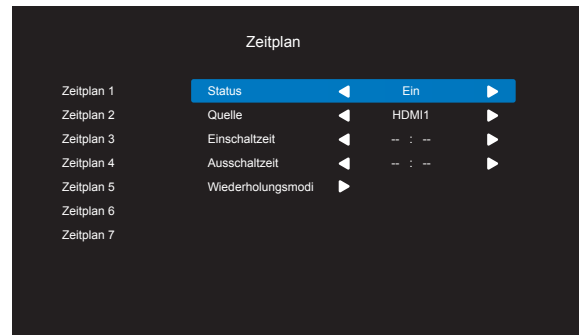 Zeitplan
Zeitplan 1 Status Ein
Zeitplan 2 Quelle HDMI1
Zeitplan 3 Einschaltzeit -- : --
Zeitplan 4 Ausschaltzeit -- : --
Zeitplan 5 Wiederholungsmodi
Zeitplan 6
Zeitplan 7